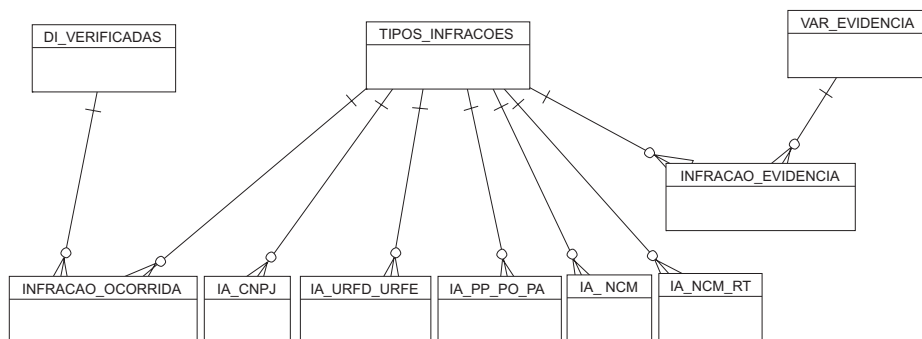 DI_VERIFICADAS
TIPOS_INFRACOES
VAR_EVIDENCIA
INFRACAO_EVIDENCIA
INFRACAO_OCORRIDA
IA_CNPJ
IA_URFD_URFE
IA_PP_PO_PA
IA_ NCM
IA_NCM_RT